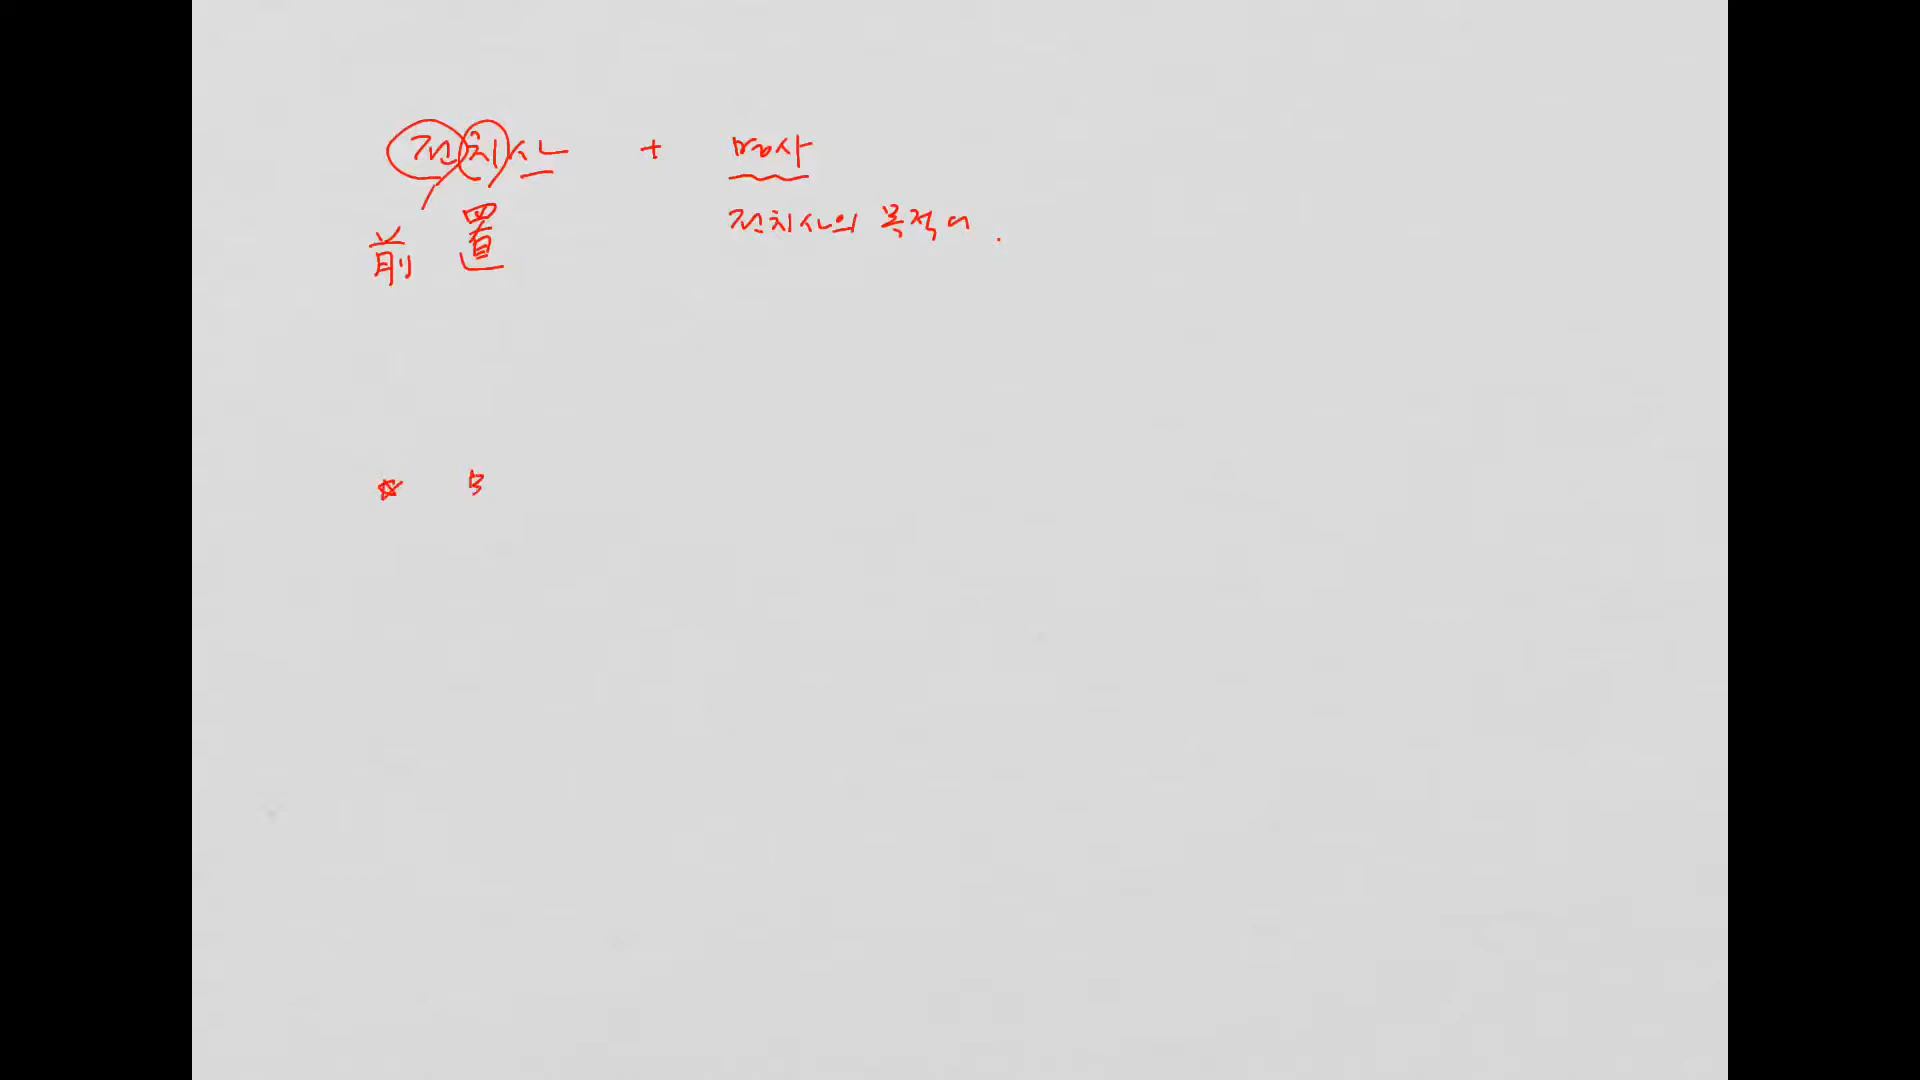 전치사 + 명사
前 置 전치사의 목적어.